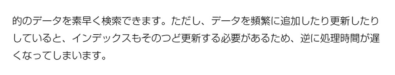 的のデータを素早く検索できます。ただし、データを頻繁に追加したり更新したり
していると、インデックスもそのつど更新する必要があるため、逆に処理時間が遅
くなってしまいます。